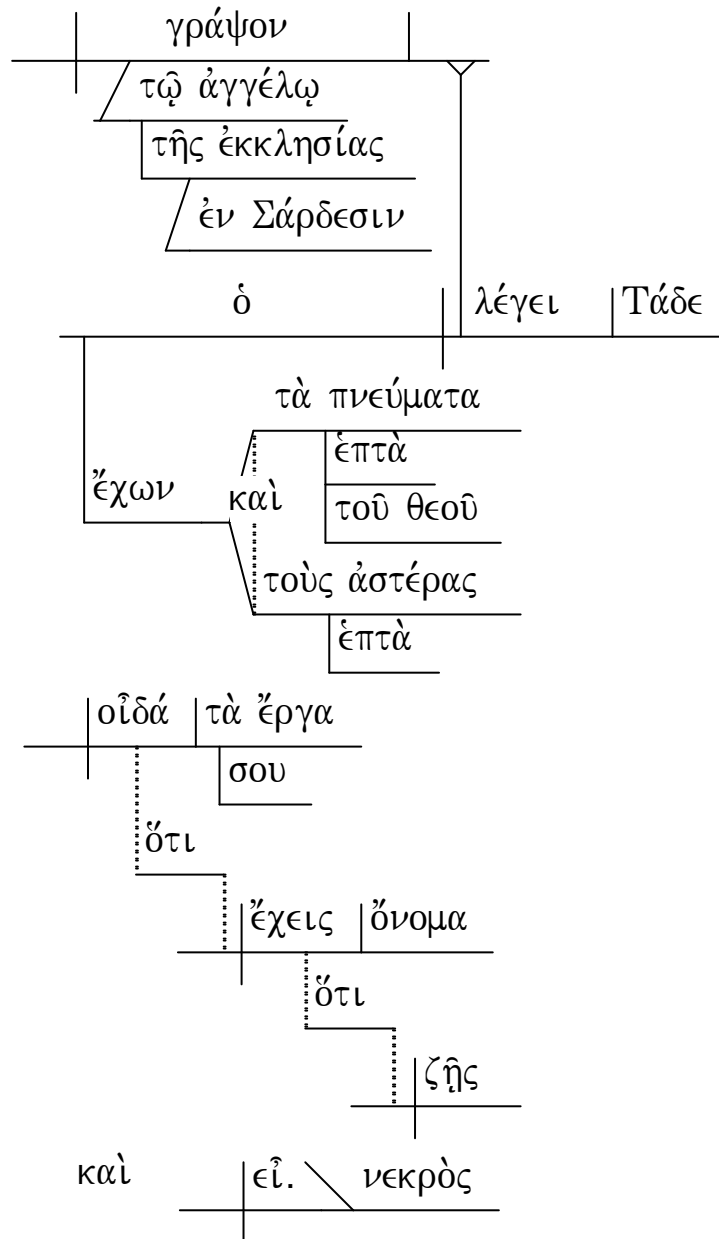 γράψον
τῷ ἀγγέλῳ
τῆς ἐκκλησίας
ἐν Σάρδεσιν
ὁ λέγει Τάδε
τὰ πνεύματα
ἑπτὰ
ἔχων καὶ τοῦ θεοῦ
τοὺς ἀστέρας
ἑπτὰ
οἶδά τὰ ἔργα
σου
ὅτι
ἔχεις ὄνομα
ὅτι
ζῇς
καὶ εἶ. νεκρὸς